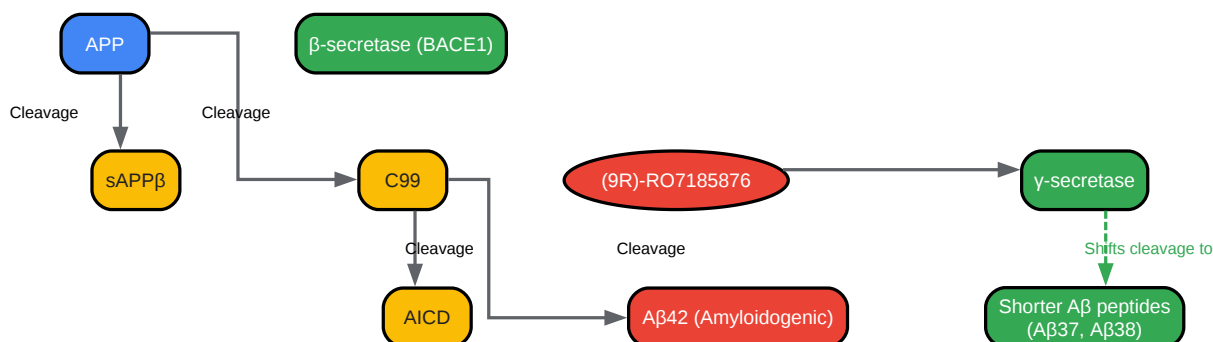 APP
β-secretase (BACE1)
Cleavage
Cleavage
sAPPβ
C99
(9R)-RO7185876
γ-secretase
Cleavage
Cleavage
Shifts cleavage to
AICD
Aβ42 (Amyloidogenic)
Shorter Aβ peptides
(Aβ37, Aβ38)